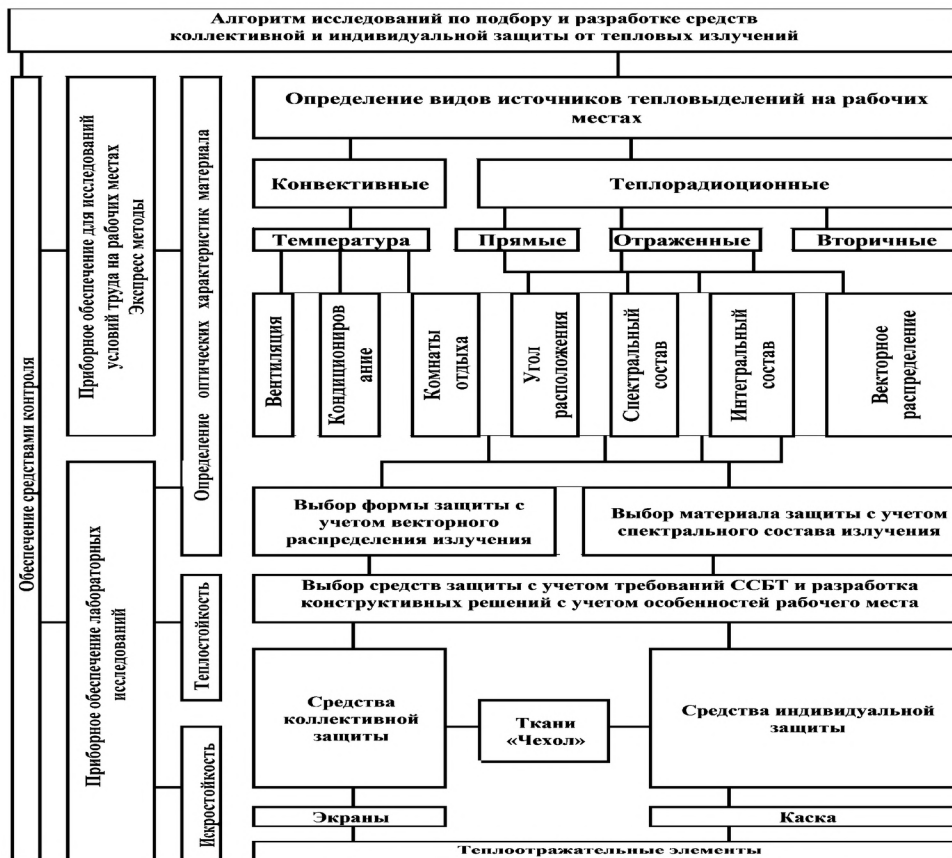 Алгоритм исследований по подбору и разработке средств
коллективной и индивидуальной защиты от тепловых излучений
Обеспечение средствами контроля
Приборное обеспечение для исследований
условий труда на рабочих местах
Экспресс методы
Определение оптических характеристик материала
Приборное обеспечение лабораторных
исследований
Теплостойкость
Искростойкость
Определение видов источников тепловыделений на рабочих
местах
Конвективные
Теплорадиоционные
Температура
Прямые
Отраженные
Вторичные
Вентиляция
Кондициониров
ание
Комнаты
отдыха
Угол
расположения
Спектральный
состав
Интегральный
состав
Векторное
распределение
Выбор формы защиты с
учетом векторного
распределения излучения
Выбор материала защиты с учетом
спектрального состава излучения
Выбор средств защиты с учетом требований ССБТ и разработка
конструктивных решений с учетом особенностей рабочего места
Средства
коллективной
защиты
Ткани
«Чехол»
Средства индивидуальной
защиты
Экраны
Каска
Теплоотражательные элементы